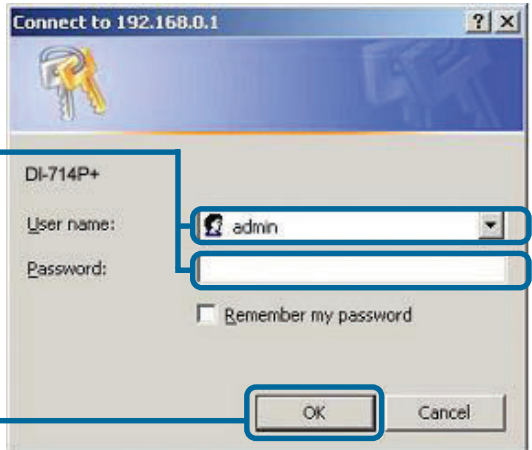 Connect to 192.168.0.1
DI-714P+
User name:
admin
Password:
Remember my password
OK
Cancel